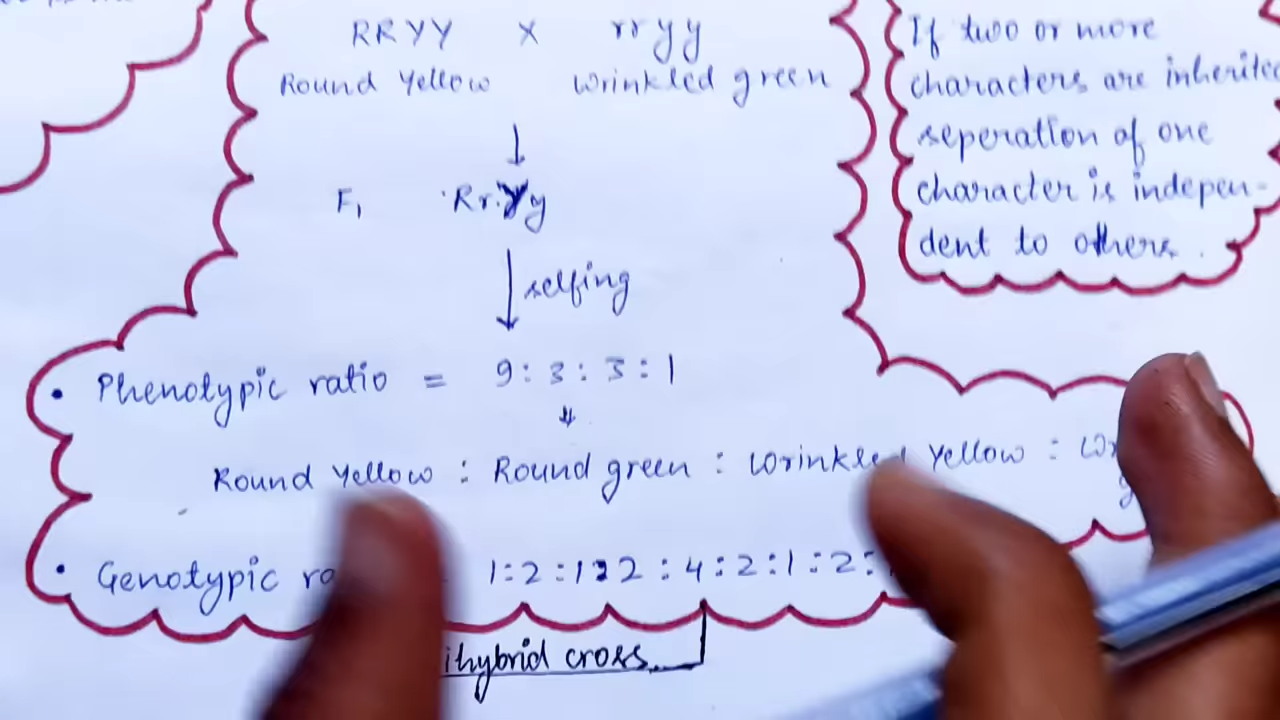 RRYY x rryy
Round Yellow wrinkled green
↓
F₁ RrYy
↓ selfing
• Phenotypic ratio = 9:3:3:1
↓
Round Yellow : Round green : wrinkled Yellow :
• Genotypic 1:2:1:2:4:2:1:2:
cross
If two or more
characters are
seperation of one
character is indepen-
dent to others.